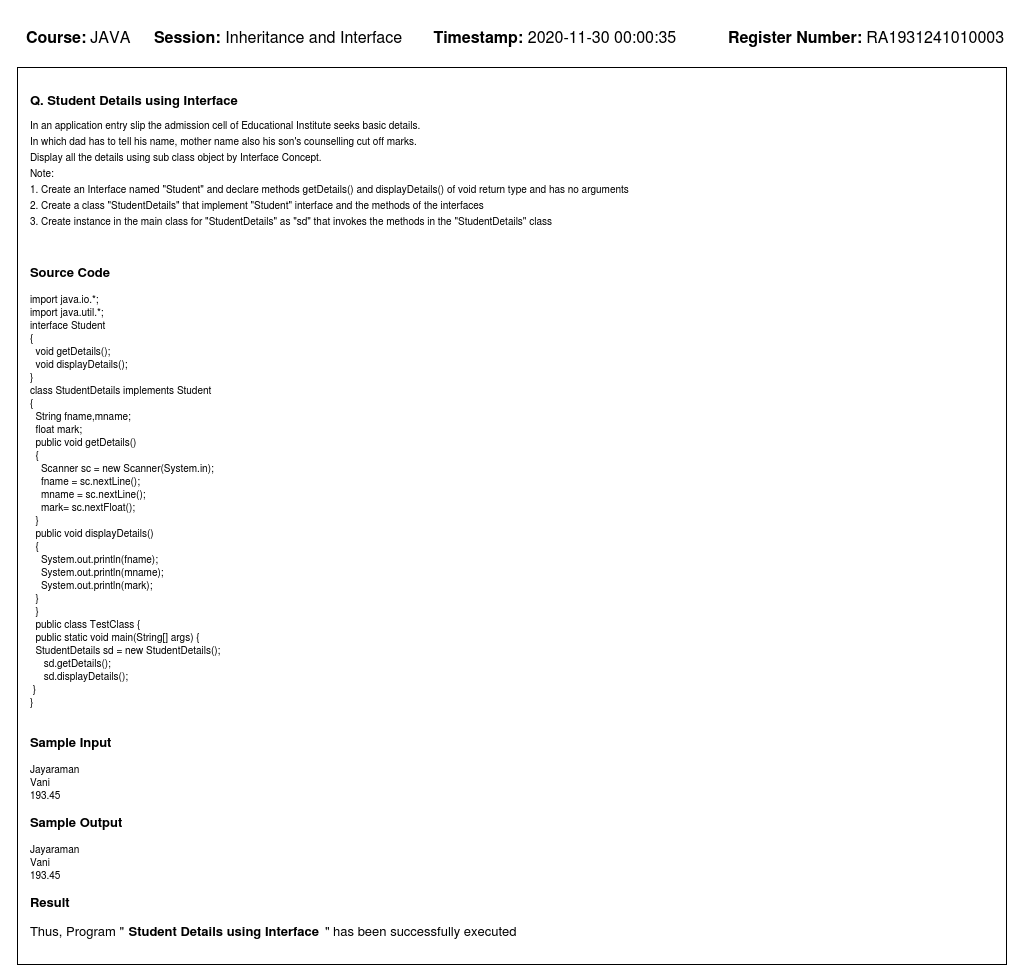 Course: JAVA Session: Inheritance and Interface Timestamp: 2020-11-30 00:00:35 Register Number: RA1931241010003
Q. Student Details using Interface
In an application entry slip the admission cell of Educational Institute seeks basic details.
In which dad has to tell his name, mother name also his son's counselling cut off marks.
Display all the details using sub class object by Interface Concept.
Note:
1. Create an Interface named "Student" and declare methods getDetails() and displayDetails() of void return type and has no arguments
2. Create a class "StudentDetails" that implement "Student" interface and the methods of the interfaces
3. Create instance in the main class for "StudentDetails" as "sd" that invokes the methods in the "StudentDetails" class
Source Code
import java.io.*;
import java.util.*;
interface Student
{
void getDetails();
void displayDetails();
}
class StudentDetails implements Student
{
String fname,mname;
float mark;
public void getDetails()
{
Scanner sc = new Scanner(System.in);
fname = sc.nextLine();
mname = sc.nextLine();
mark= sc.nextFloat();
}
public void displayDetails()
{
System.out.println(fname);
System.out.println(mname);
System.out.println(mark);
}
}
public class TestClass {
public static void main(String[] args) {
StudentDetails sd = new StudentDetails();
sd.getDetails();
sd.displayDetails();
}
}
Sample Input
Jayaraman
Vani
193.45
Sample Output
Jayaraman
Vani
193.45
Result
Thus, Program " Student Details using Interface " has been successfully executed